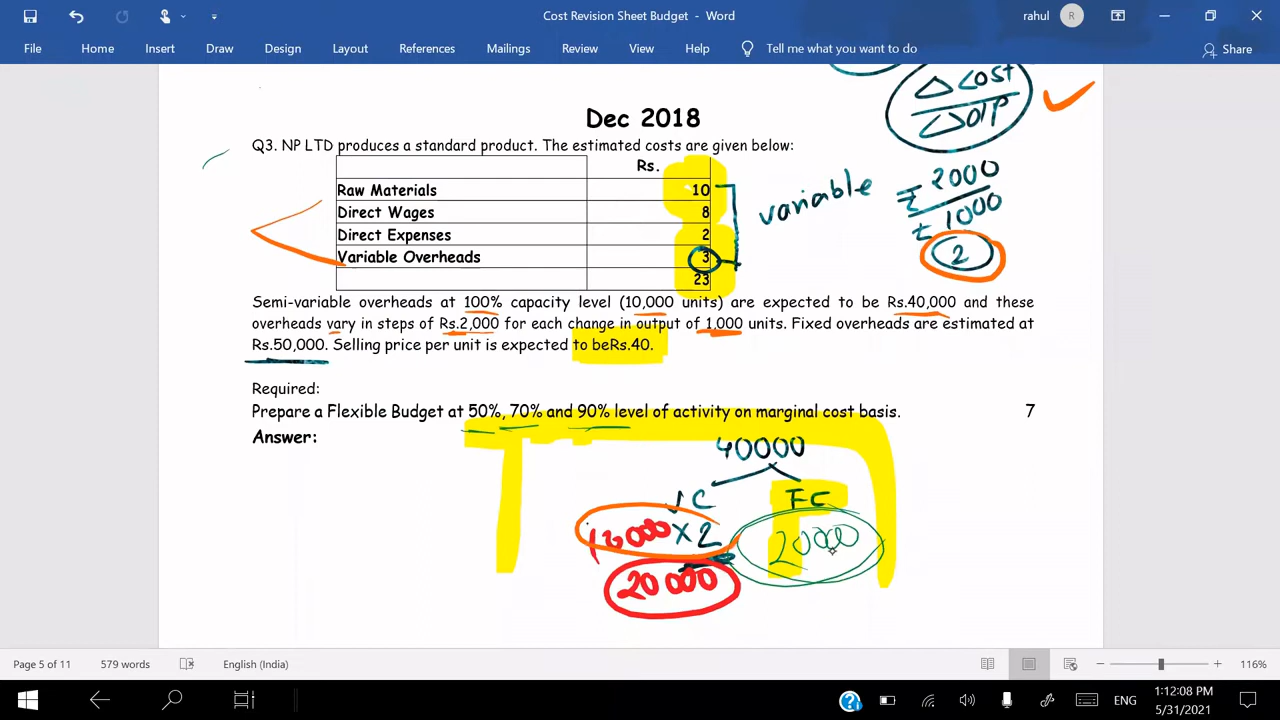 Cost Revision Sheet Budget - Word
rahul
R
File Home Insert Draw Design Layout References Mailings Review View Help Tell me what you want to do Share
Δ Cost
Δ O/P
Dec 2018
Q3. NP LTD produces a standard product. The estimated costs are given below:
Rs.
Raw Materials 10
Direct Wages 8
Direct Expenses 2
Variable Overheads 3
23
variable
₹ 2000
₹ 1000
2
Semi-variable overheads at 100% capacity level (10,000 units) are expected to be Rs.40,000 and these
overheads vary in steps of Rs.2,000 for each change in output of 1,000 units. Fixed overheads are estimated at
Rs.50,000. Selling price per unit is expected to beRs.40.
Required:
Prepare a Flexible Budget at 50%, 70% and 90% level of activity on marginal cost basis. 7
Answer:
40000
VC FC
10000 x 2 20000
20000
Page 5 of 11 579 words English (India) 116%
ENG
1:12:08 PM
5/31/2021